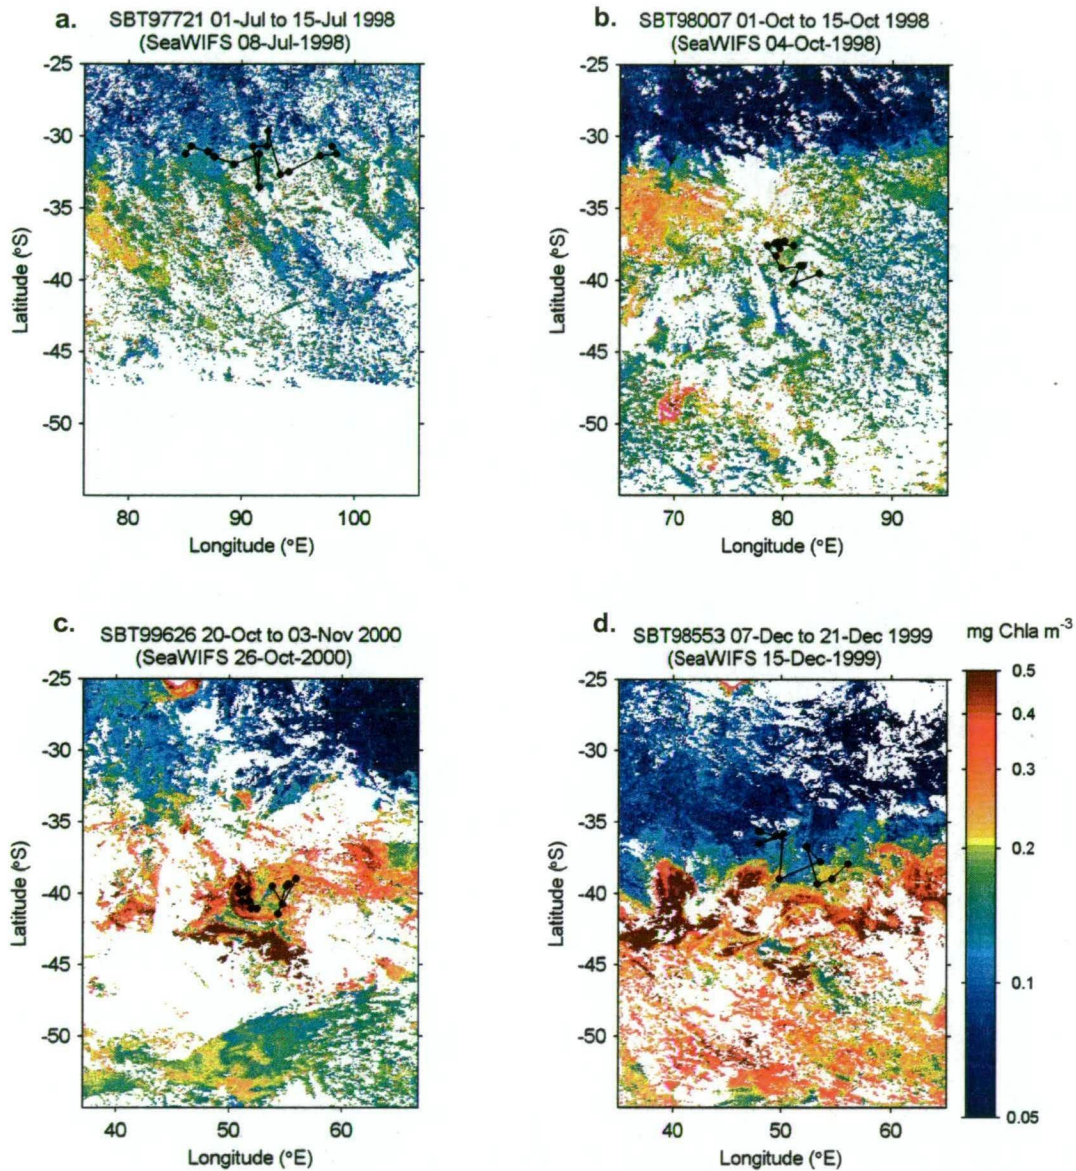 a. SBT97721 01-Jul to 15-Jul 1998
(SeaWIFS 08-Jul-1998)
-25
-30
-35
-40
-45
-50
Latitude (°S)
80 90 100
Longitude (°E)
b. SBT98007 01-Oct to 15-Oct 1998
(SeaWIFS 04-Oct-1998)
-25
-30
-35
-40
-45
-50
Latitude (°S)
70 80 90
Longitude (°E)
c. SBT99626 20-Oct to 03-Nov 2000
(SeaWIFS 26-Oct-2000)
-25
-30
-35
-40
-45
-50
Latitude (°S)
40 50 60
Longitude (°E)
d. SBT98553 07-Dec to 21-Dec 1999
(SeaWIFS 15-Dec-1999)
-25
-30
-35
-40
-45
-50
Latitude (°S)
40 50 60
Longitude (°E)
mg Chla m⁻³
0.5
0.4
0.3
0.2
0.1
0.05